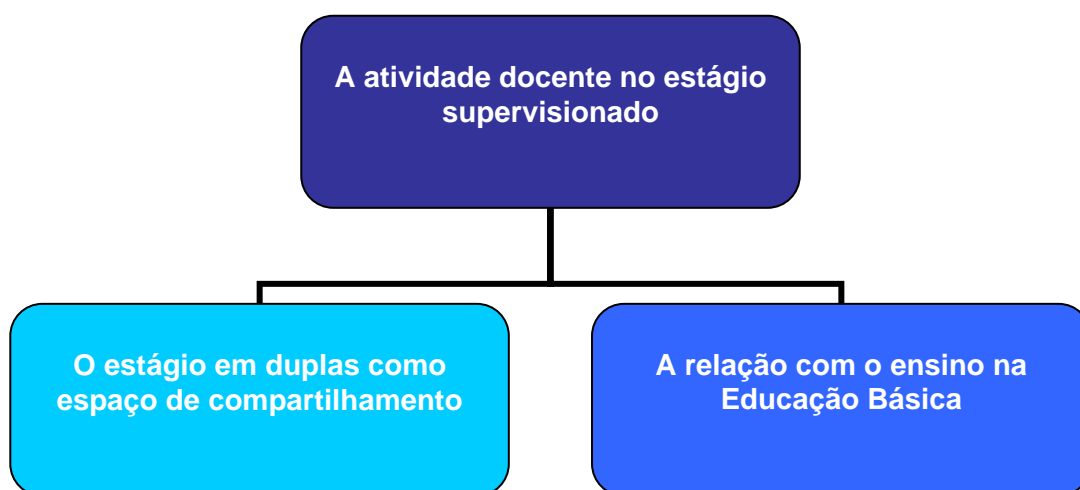 A atividade docente no estágio
supervisionado
O estágio em duplas como
espaço de compartilhamento
A relação com o ensino na
Educação Básica